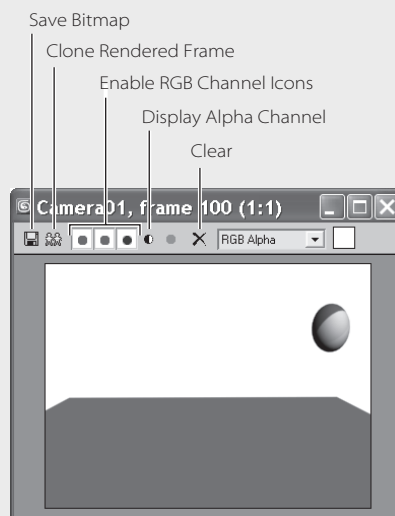 Save Bitmap
Clone Rendered Frame
Enable RGB Channel Icons
Display Alpha Channel
Clear
Camera01, frame 100 (1:1)
RGB Alpha